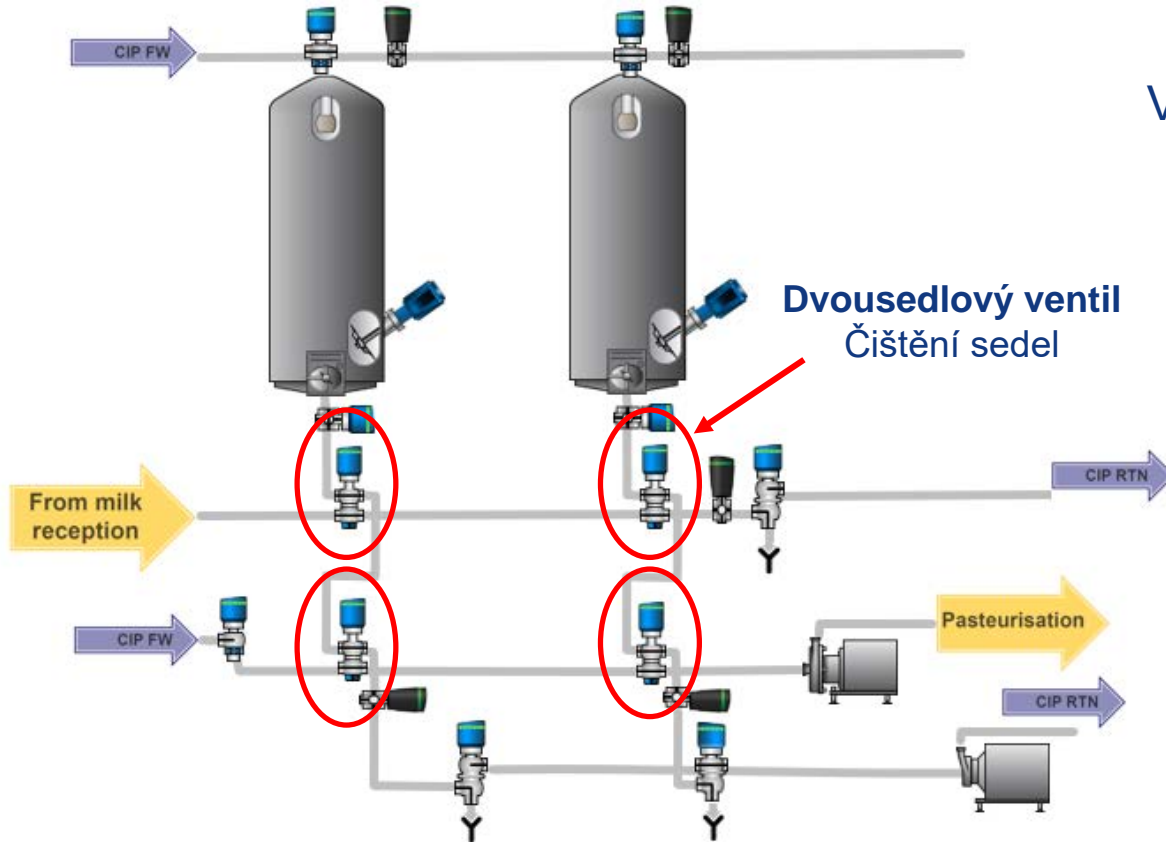 CIP FW
V
Dvousedlový ventil
Čištění sedel
From milk
reception
CIP RTN
CIP FW
Pasteurisation
CIP RTN